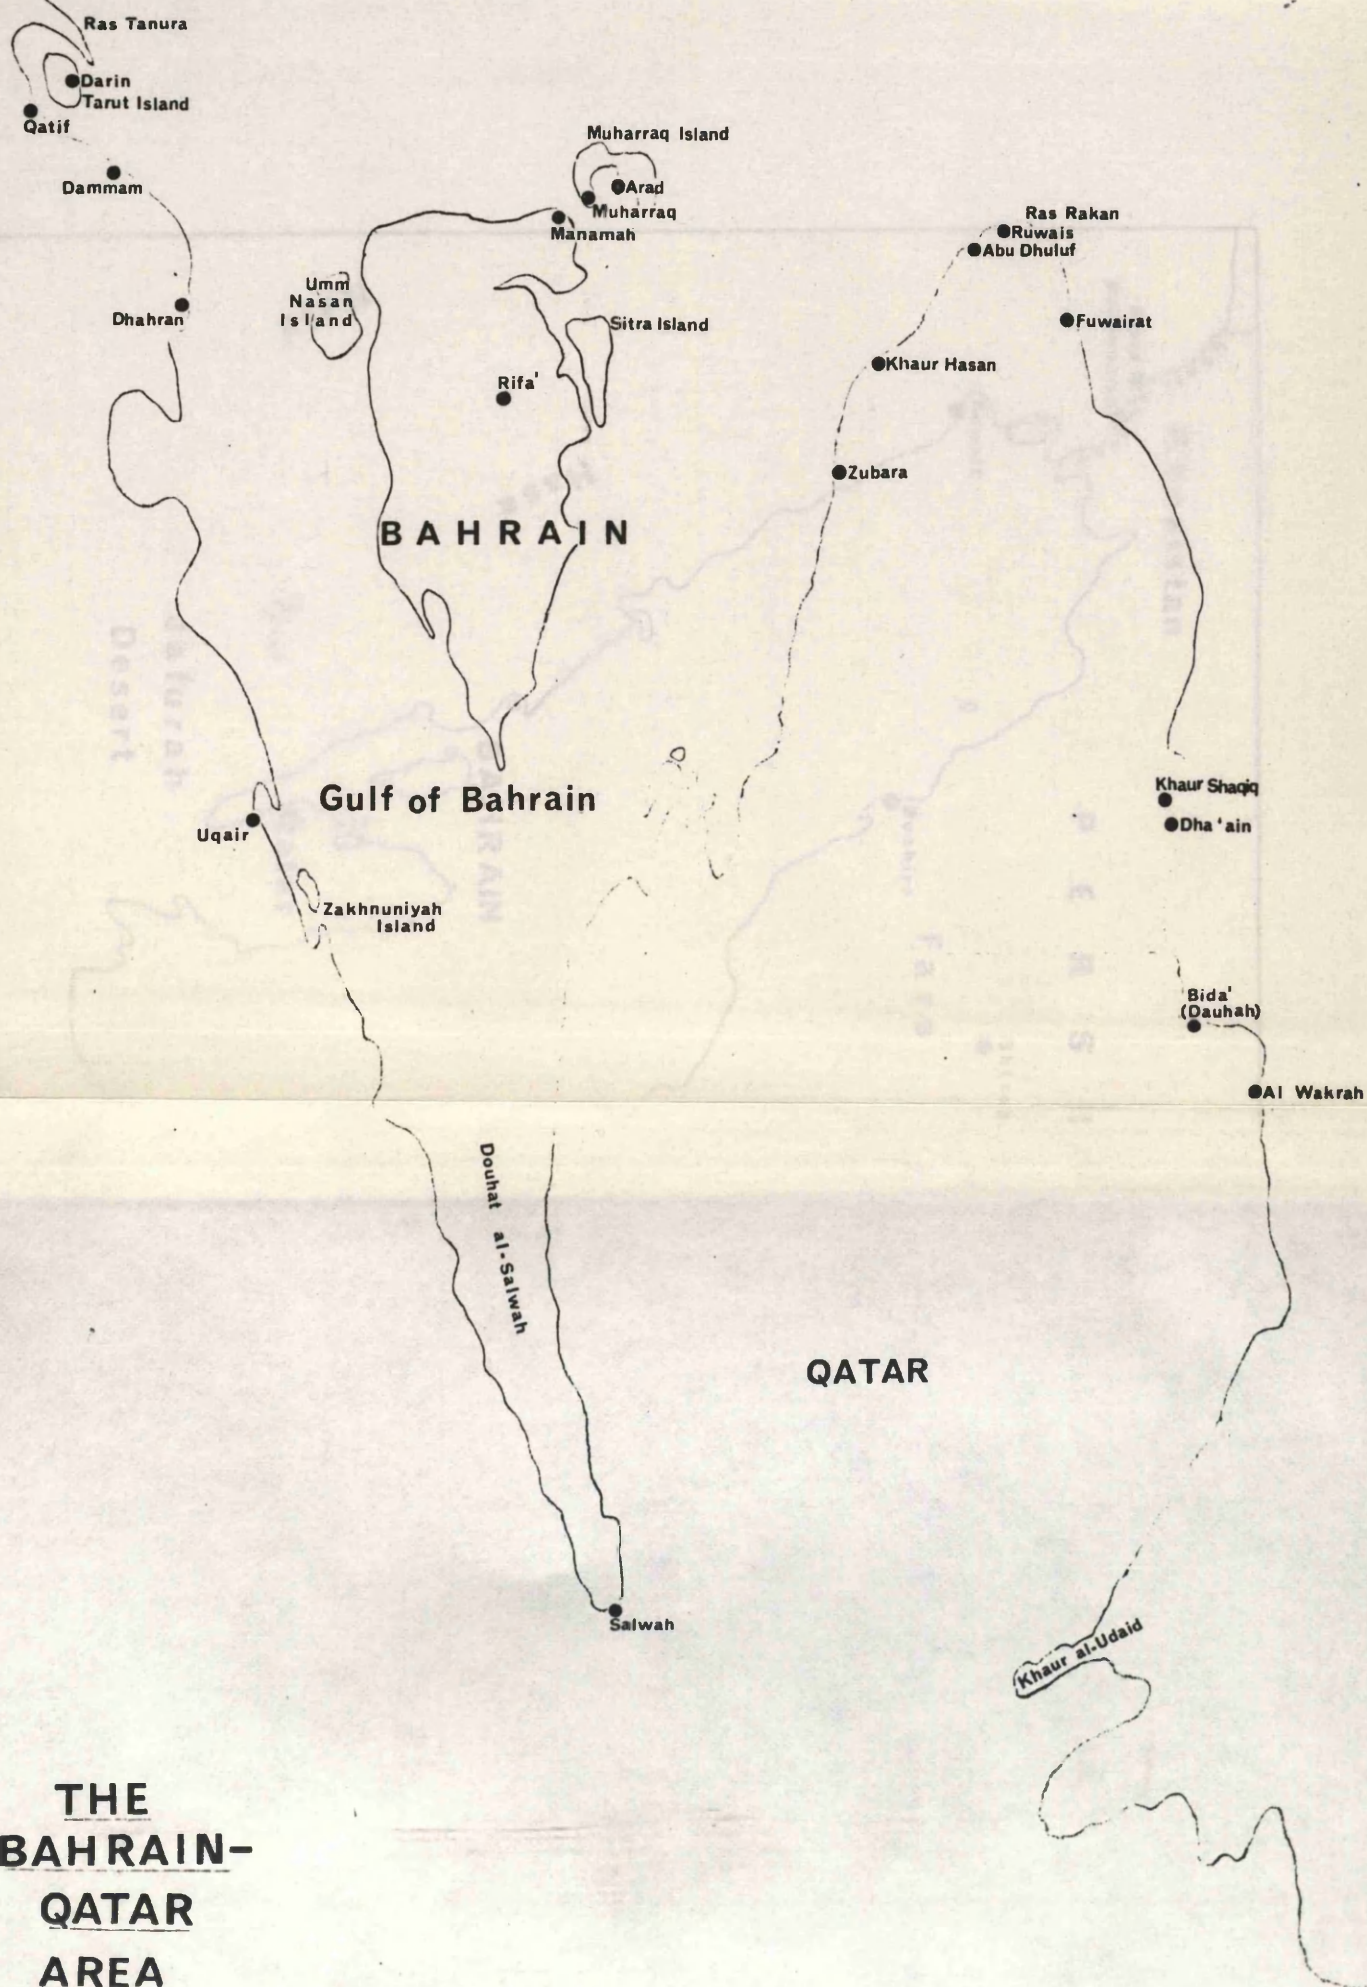 Ras Tanura
Darin
Tarut Island
Qatif
Dammam
Muharraq Island
Arad
Muharraq
Manamah
Ras Rakan
Ruwais
Abu Dhuluf
Umm
Nasan
Island
Dhahran
Sitra Island
Fuwairat
Khaur Hasan
Rifa'
Zubara
BAHRAIN
Desert
Gulf of Bahrain
Khaur Shaqiq
Dha'ain
Uqair
Zakhnuniyah
Island
Bida'
(Dauhah)
Al Wakrah
Douhat al-Salwah
QATAR
Salwah
Khaur al-Udaid
THE
BAHRAIN-
QATAR
AREA